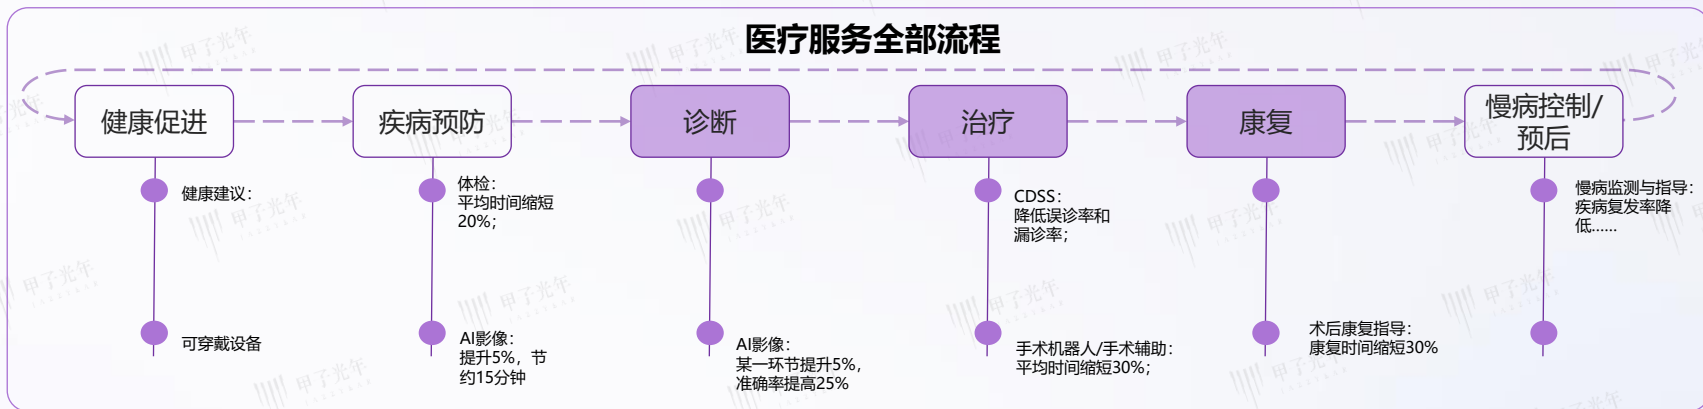 医疗服务全部流程
健康促进
疾病预防
诊断
治疗
康复
慢病控制/
预后
健康建议：
可穿戴设备
体检：
平均时间缩短
20%；
AI影像：
提升5%，节
约15分钟
AI影像：
某一环节提升5%，
准确率提高25%
CDSS：
降低误诊率和
漏诊率；
手术机器人/手术辅助：
平均时间缩短30%；
术后康复指导：
康复时间缩短30%
慢病监测与指导：
疾病复发率降
低……
甲子光年